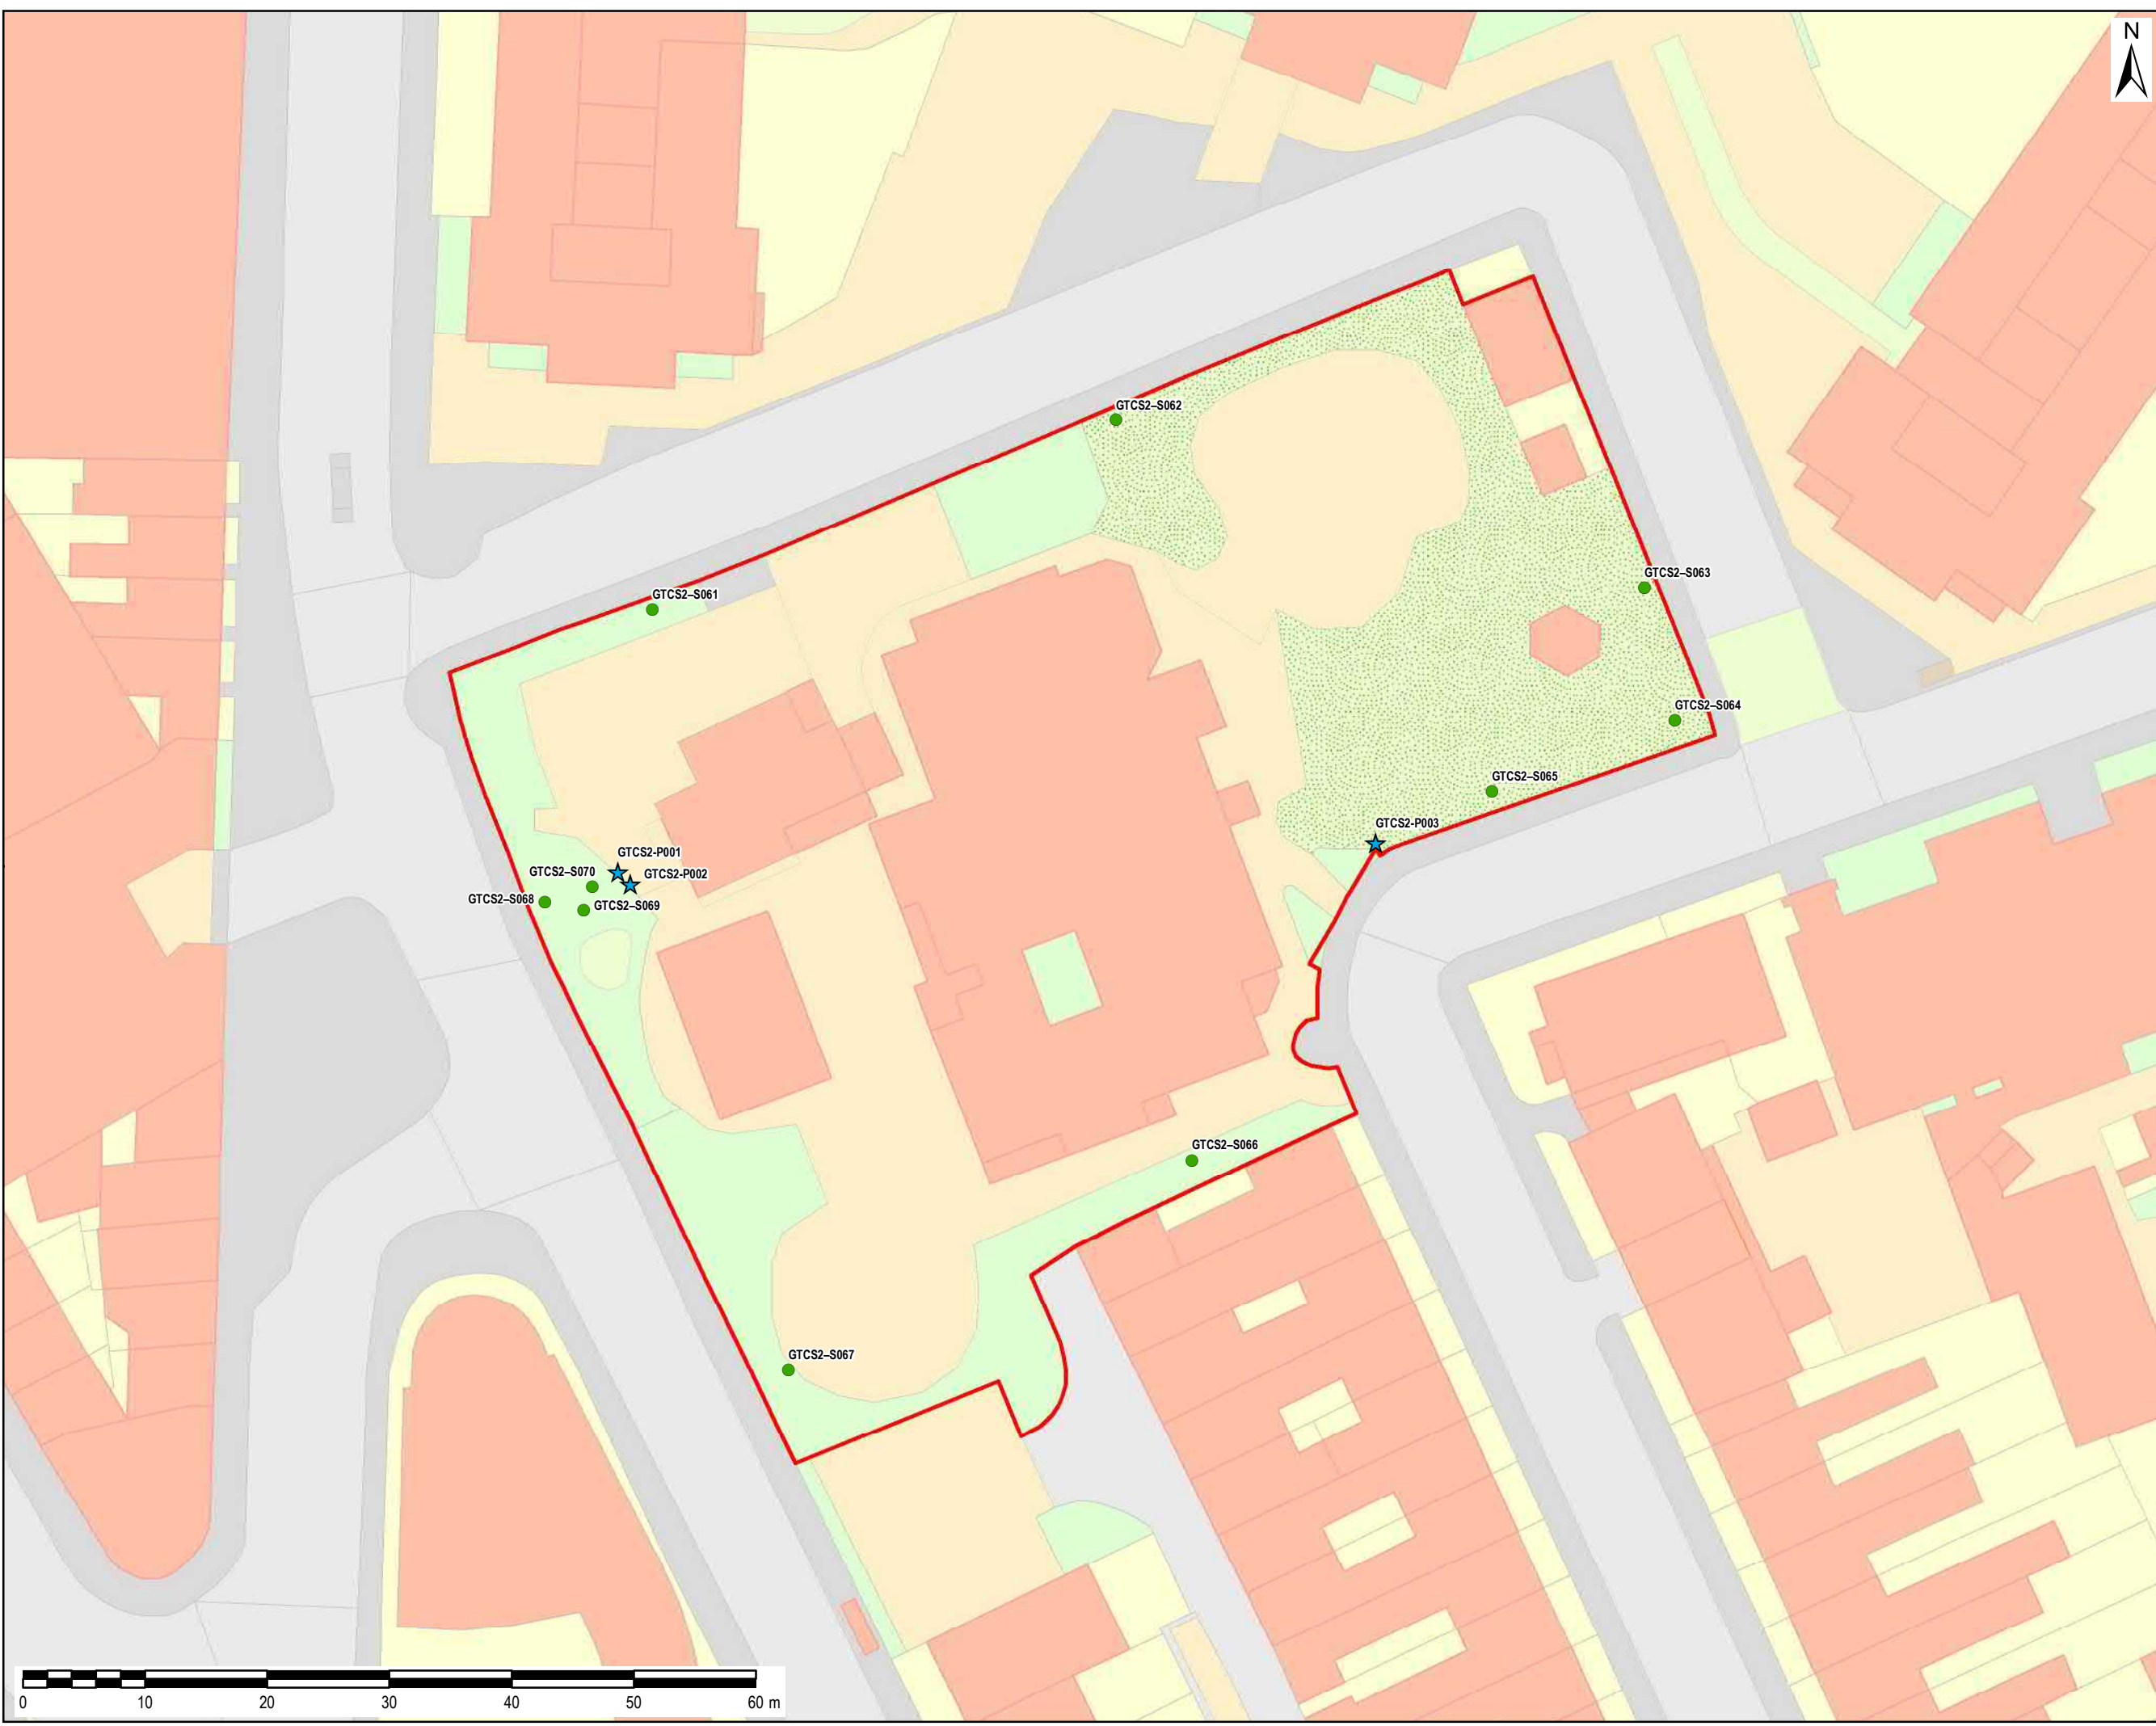 N
GTCS2–S062
GTCS2–S063
GTCS2–S061
GTCS2–S064
GTCS2–S065
GTCS2-P003
GTCS2-P001
GTCS2–S070
GTCS2-P002
GTCS2–S068
GTCS2–S069
GTCS2–S066
GTCS2–S067
0 10 20 30 40 50 60 m